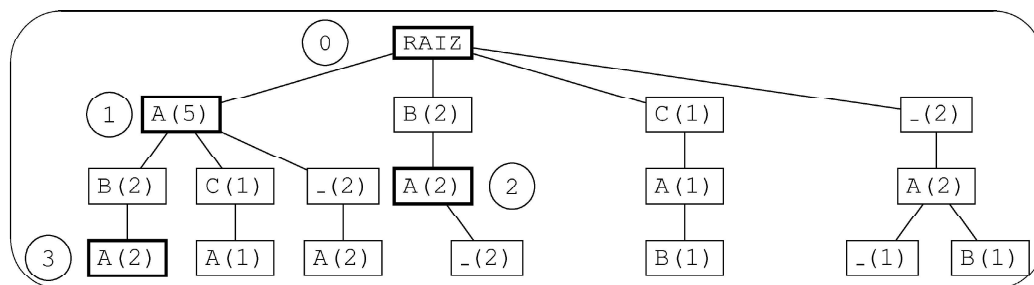 0 RAIZ
1 A(5) B(2) C(1) _(2)
B(2) C(1) _(2) A(2) 2 A(1) A(2)
3 A(2) A(1) A(2) _(2) B(1) _(1) B(1)